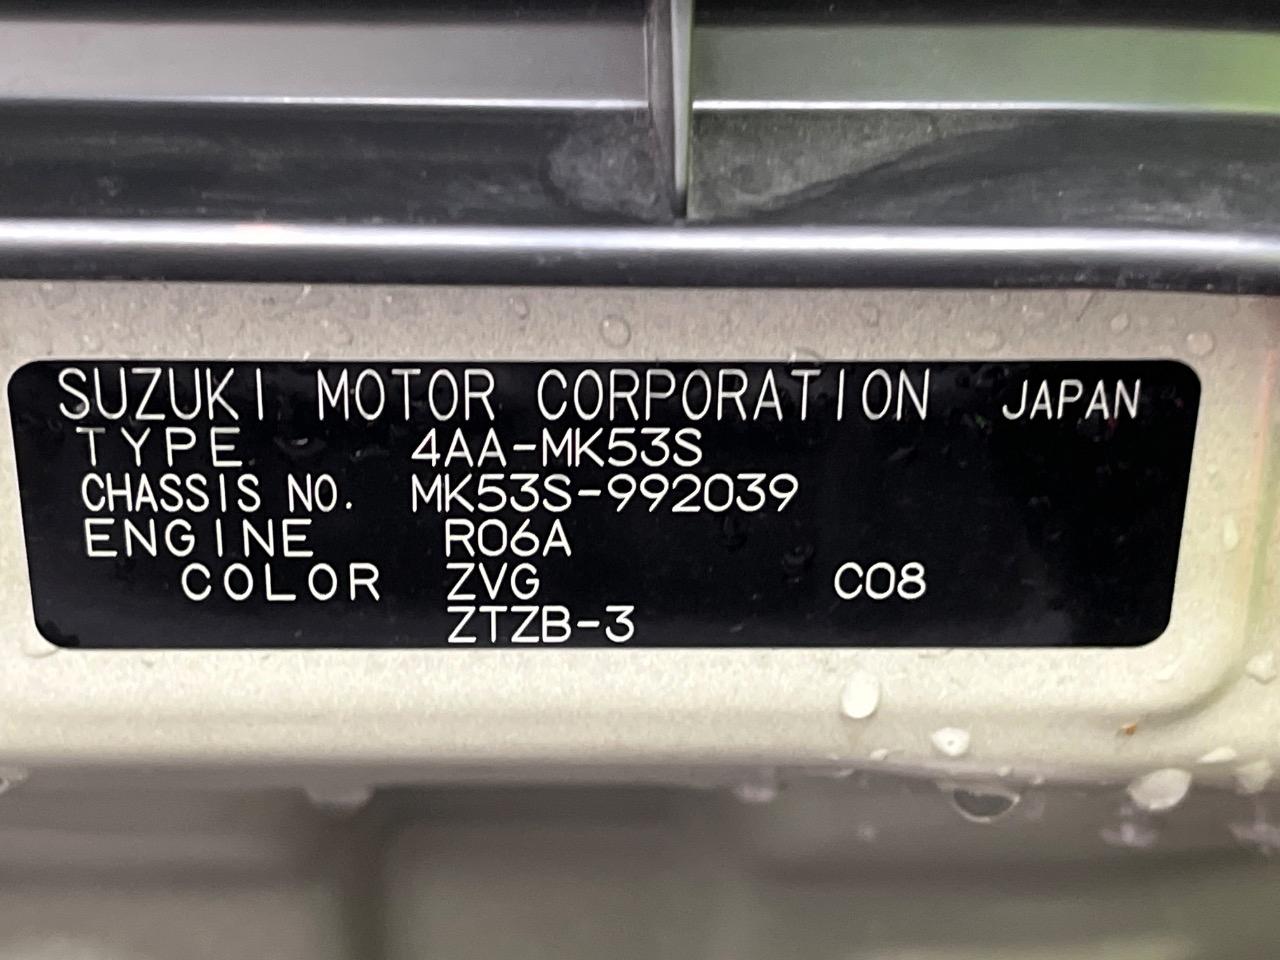 SUZUKI MOTOR CORPORATION JAPAN
TYPE 4AA-MK53S
CHASSIS NO. MK53S-992039
ENGINE R06A
COLOR ZVG C08
ZTZB-3